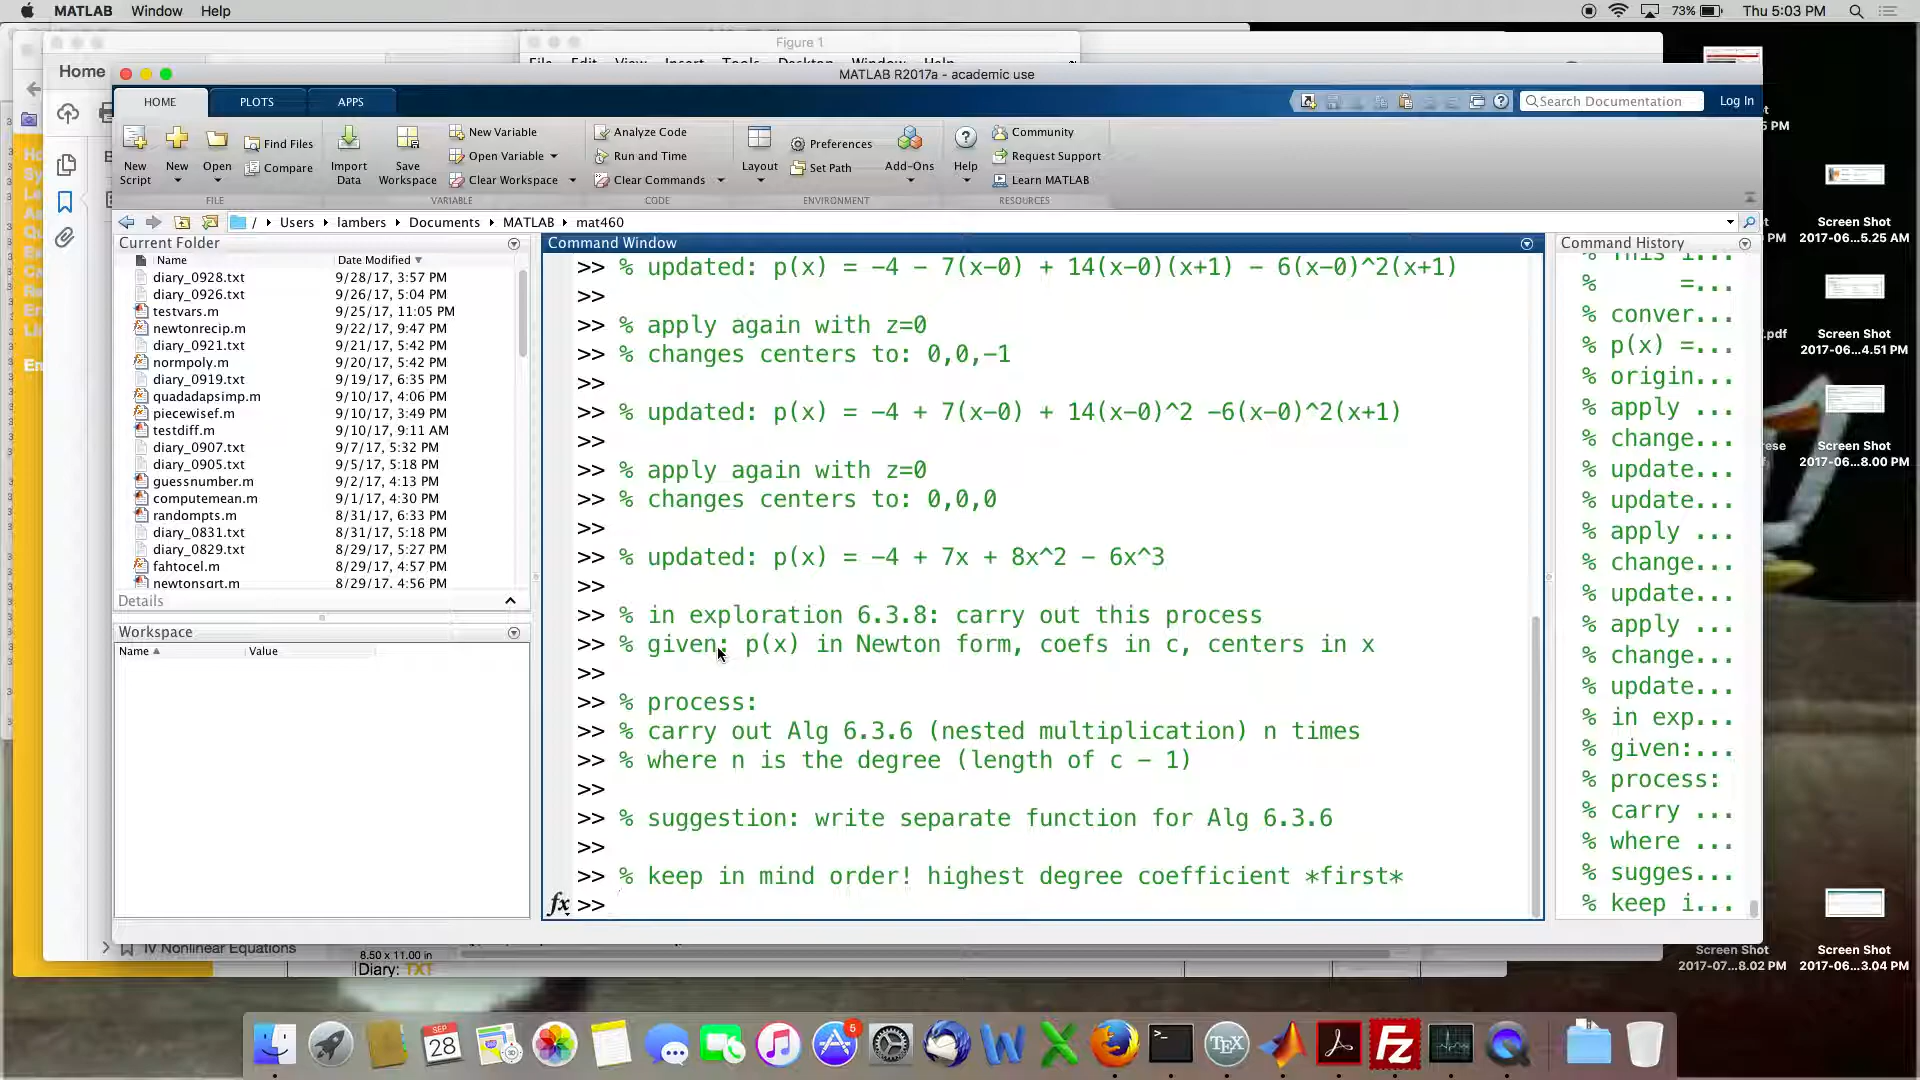 MATLAB Window Help
73% Thu 5:03 PM
Figure 1
Home
MATLAB R2017a - academic use
HOME PLOTS APPS
Search Documentation Log In
New Script
New
Open
Find Files
Compare
Import Data
Save Workspace
New Variable
Open Variable
Clear Workspace
Analyze Code
Run and Time
Clear Commands
Layout
Preferences
Set Path
Add-Ons
Help
Community
Request Support
Learn MATLAB
FILE VARIABLE CODE ENVIRONMENT RESOURCES
/ Users lambers Documents MATLAB mat460
Current Folder
Name Date Modified
diary_0928.txt 9/28/17, 3:57 PM
diary_0926.txt 9/26/17, 5:04 PM
testvars.m 9/25/17, 11:05 PM
newtonrecip.m 9/22/17, 9:47 PM
diary_0921.txt 9/21/17, 5:42 PM
normpoly.m 9/20/17, 5:42 PM
diary_0919.txt 9/19/17, 6:35 PM
quadadapsimp.m 9/10/17, 4:06 PM
piecewisef.m 9/10/17, 3:49 PM
testdiff.m 9/10/17, 9:11 AM
diary_0907.txt 9/7/17, 5:32 PM
diary_0905.txt 9/5/17, 5:18 PM
guessnumber.m 9/2/17, 4:13 PM
computemean.m 9/1/17, 4:30 PM
randompts.m 8/31/17, 6:33 PM
diary_0831.txt 8/31/17, 5:18 PM
diary_0829.txt 8/29/17, 5:27 PM
fahtocel.m 8/29/17, 4:57 PM
newtonsqrt.m 8/29/17, 4:56 PM
Details
Workspace
Name Value
Command Window
>> % updated: p(x) = -4 - 7(x-0) + 14(x-0)(x+1) - 6(x-0)^2(x+1)
>>
>> % apply again with z=0
>> % changes centers to: 0,0,-1
>>
>> % updated: p(x) = -4 + 7(x-0) + 14(x-0)^2 -6(x-0)^2(x+1)
>>
>> % apply again with z=0
>> % changes centers to: 0,0,0
>>
>> % updated: p(x) = -4 + 7x + 8x^2 - 6x^3
>>
>> % in exploration 6.3.8: carry out this process
>> % given: p(x) in Newton form, coefs in c, centers in x
>>
>> % process:
>> % carry out Alg 6.3.6 (nested multiplication) n times
>> % where n is the degree (length of c - 1)
>>
>> % suggestion: write separate function for Alg 6.3.6
>>
>> % keep in mind order! highest degree coefficient *first*
fx >>
Command History
% This i...
% =...
% conver...
% p(x) =...
% origin...
% apply ...
% change...
% update...
% update...
% apply ...
% change...
% update...
% apply ...
% change...
% update...
% in exp...
% given:...
% process:
% carry ...
% where ...
% sugges...
% keep i...
Screen Shot
2017-06...5.25 AM
Screen Shot
2017-06...4.51 PM
Screen Shot
2017-06...8.00 PM
Screen Shot
2017-07...8.02 PM
Screen Shot
2017-06...3.04 PM
IV Nonlinear Equations
8.50 x 11.00 in
Diary: TXT
SEP
28
5